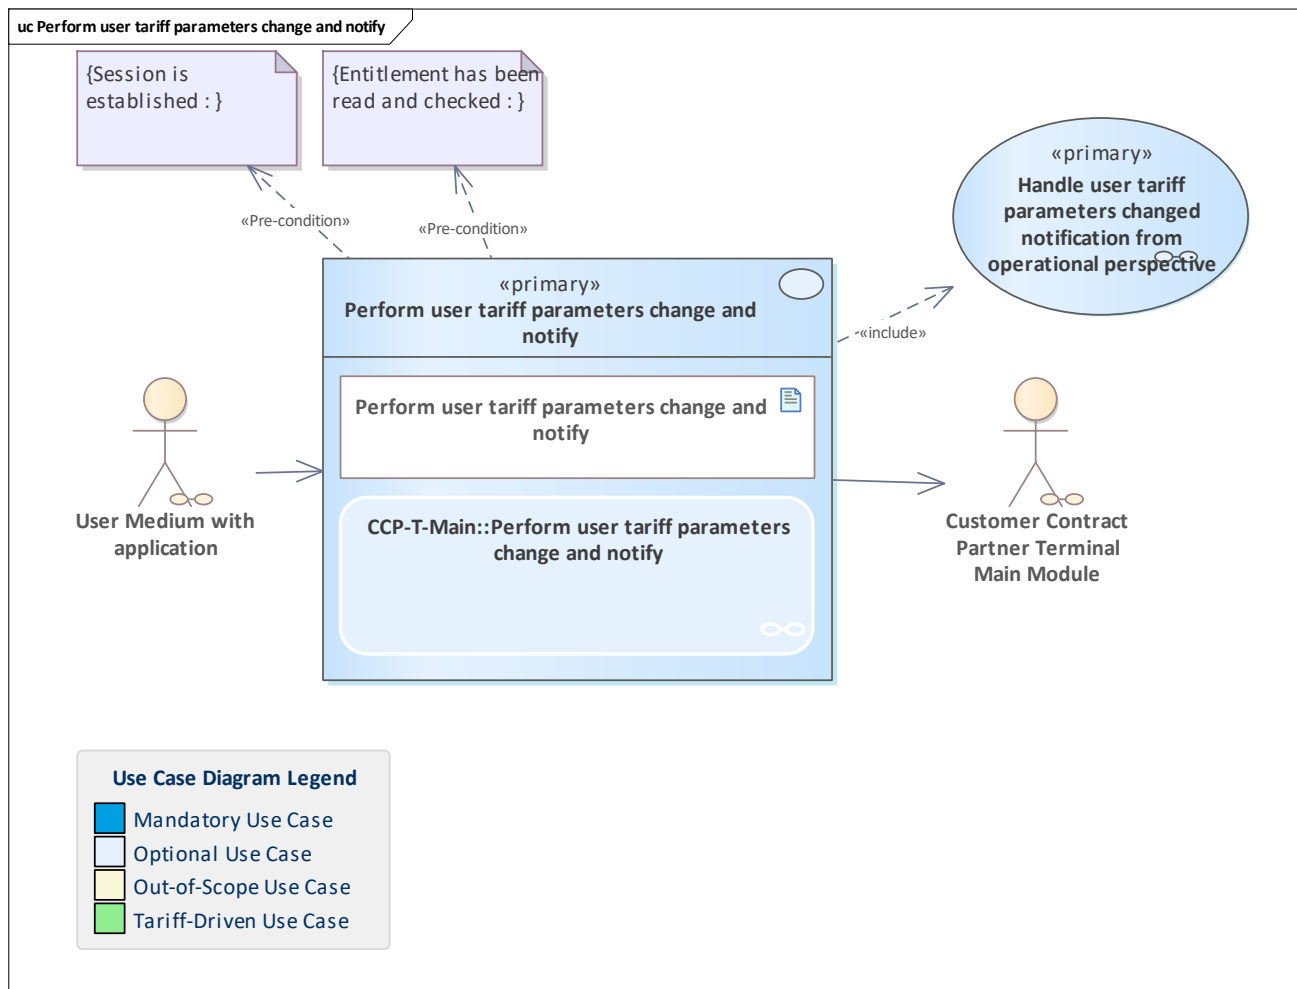 uc Perform user tariff parameters change and notify
{Session is
established : }
{Entitlement has been
read and checked : }
«primary»
Handle user tariff
parameters changed
notification from
operational perspective
«Pre-condition»
«Pre-condition»
«primary»
Perform user tariff parameters change and
notify
«include»
Perform user tariff parameters change and
notify
User Medium with
application
CCP-T-Main::Perform user tariff parameters
change and notify
Customer Contract
Partner Terminal
Main Module
Use Case Diagram Legend
Mandatory Use Case
Optional Use Case
Out-of-Scope Use Case
Tariff-Driven Use Case